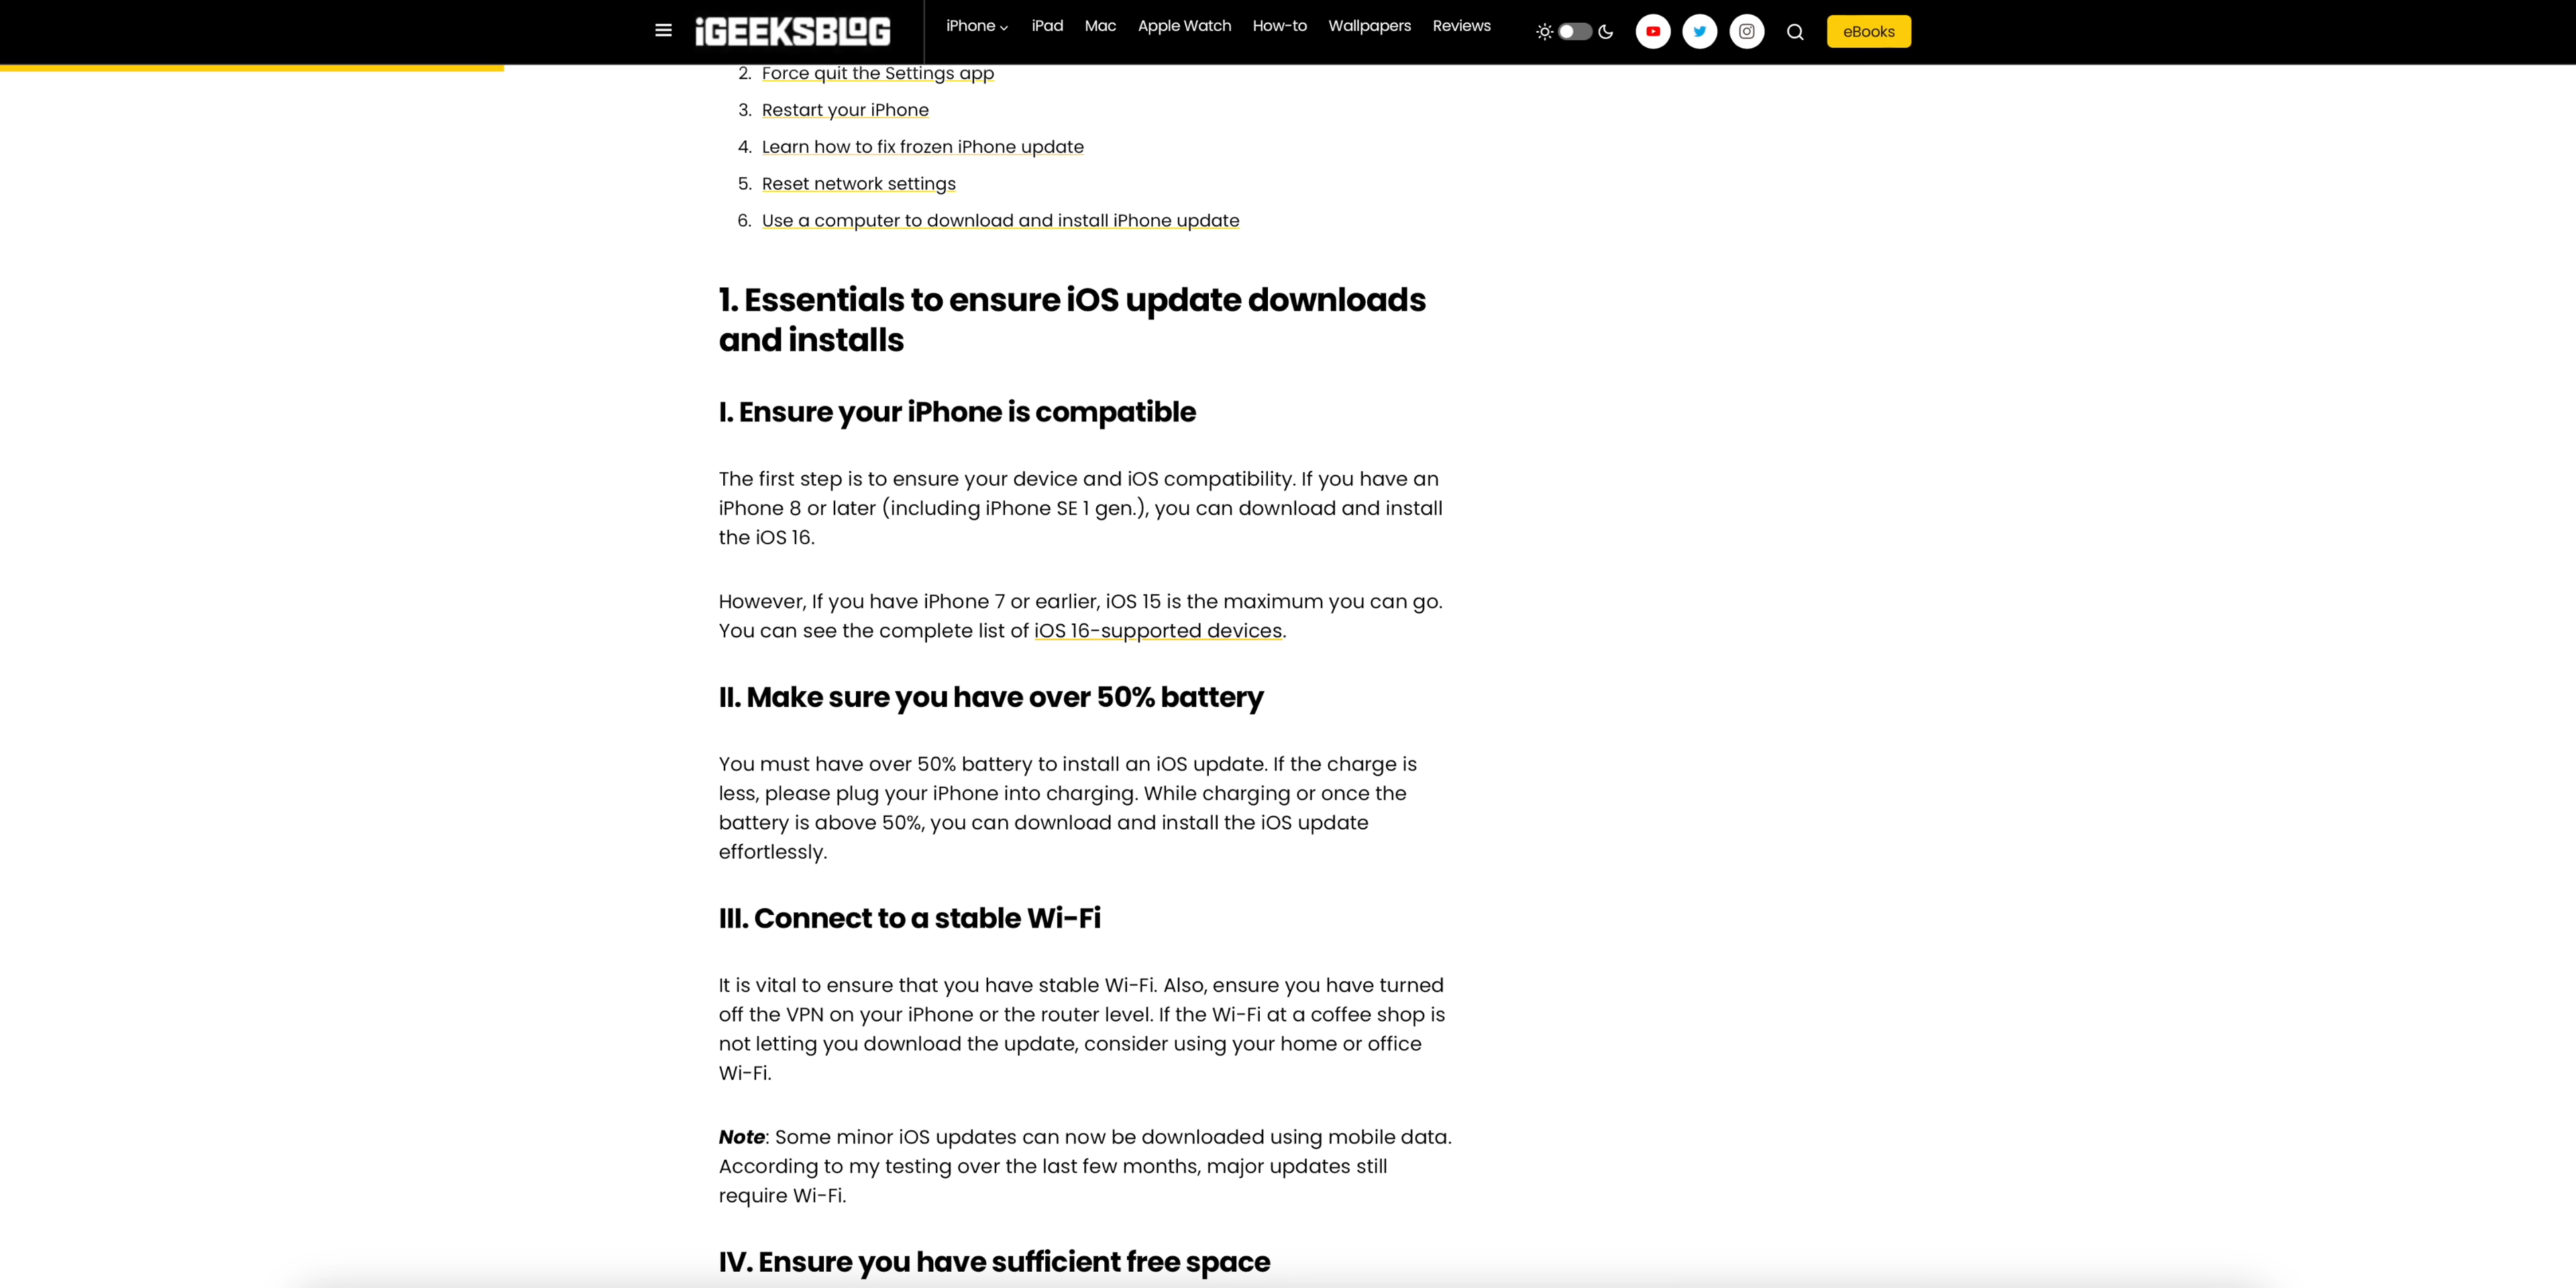 iGEEKSBLOG
iPhone
iPad
Mac
Apple Watch
How-to
Wallpapers
Reviews
eBooks
2. Force quit the Settings app
3. Restart your iPhone
4. Learn how to fix frozen iPhone update
5. Reset network settings
6. Use a computer to download and install iPhone update
1. Essentials to ensure iOS update downloads
and installs
I. Ensure your iPhone is compatible
The first step is to ensure your device and iOS compatibility. If you have an
iPhone 8 or later (including iPhone SE 1 gen.), you can download and install
the iOS 16.
However, If you have iPhone 7 or earlier, iOS 15 is the maximum you can go.
You can see the complete list of iOS 16-supported devices.
II. Make sure you have over 50% battery
You must have over 50% battery to install an iOS update. If the charge is
less, please plug your iPhone into charging. While charging or once the
battery is above 50%, you can download and install the iOS update
effortlessly.
III. Connect to a stable Wi-Fi
It is vital to ensure that you have stable Wi-Fi. Also, ensure you have turned
off the VPN on your iPhone or the router level. If the Wi-Fi at a coffee shop is
not letting you download the update, consider using your home or office
Wi-Fi.
Note: Some minor iOS updates can now be downloaded using mobile data.
According to my testing over the last few months, major updates still
require Wi-Fi.
IV. Ensure you have sufficient free space